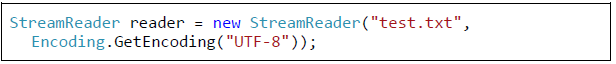 StreamReader reader = new StreamReader("test.txt",
Encoding.GetEncoding("UTF-8"));